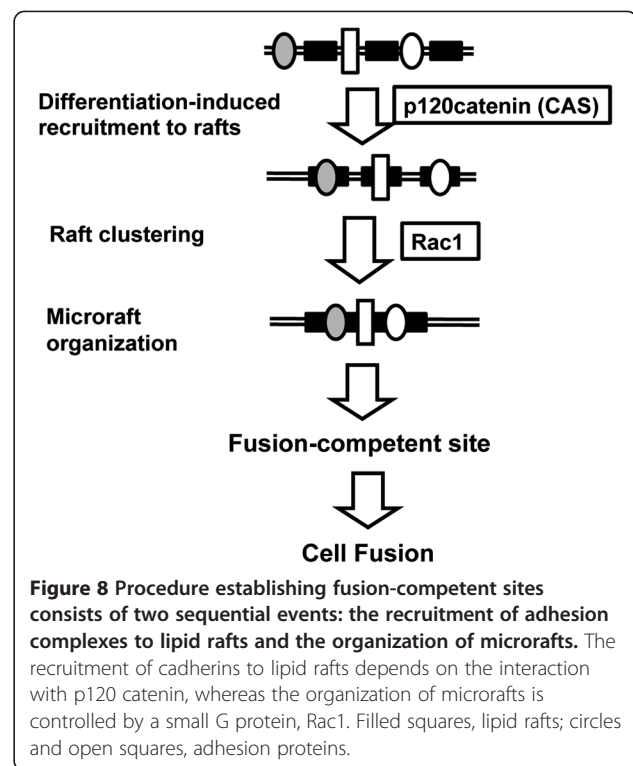 Differentiation-induced
recruitment to rafts
p120catenin (CAS)
Raft clustering
Rac1
Microraft
organization
Fusion-competent site
Cell Fusion
Figure 8 Procedure establishing fusion-competent sites
consists of two sequential events: the recruitment of adhesion
complexes to lipid rafts and the organization of microrafts. The
recruitment of cadherins to lipid rafts depends on the interaction
with p120 catenin, whereas the organization of microrafts is
controlled by a small G protein, Rac1. Filled squares, lipid rafts; circles
and open squares, adhesion proteins.